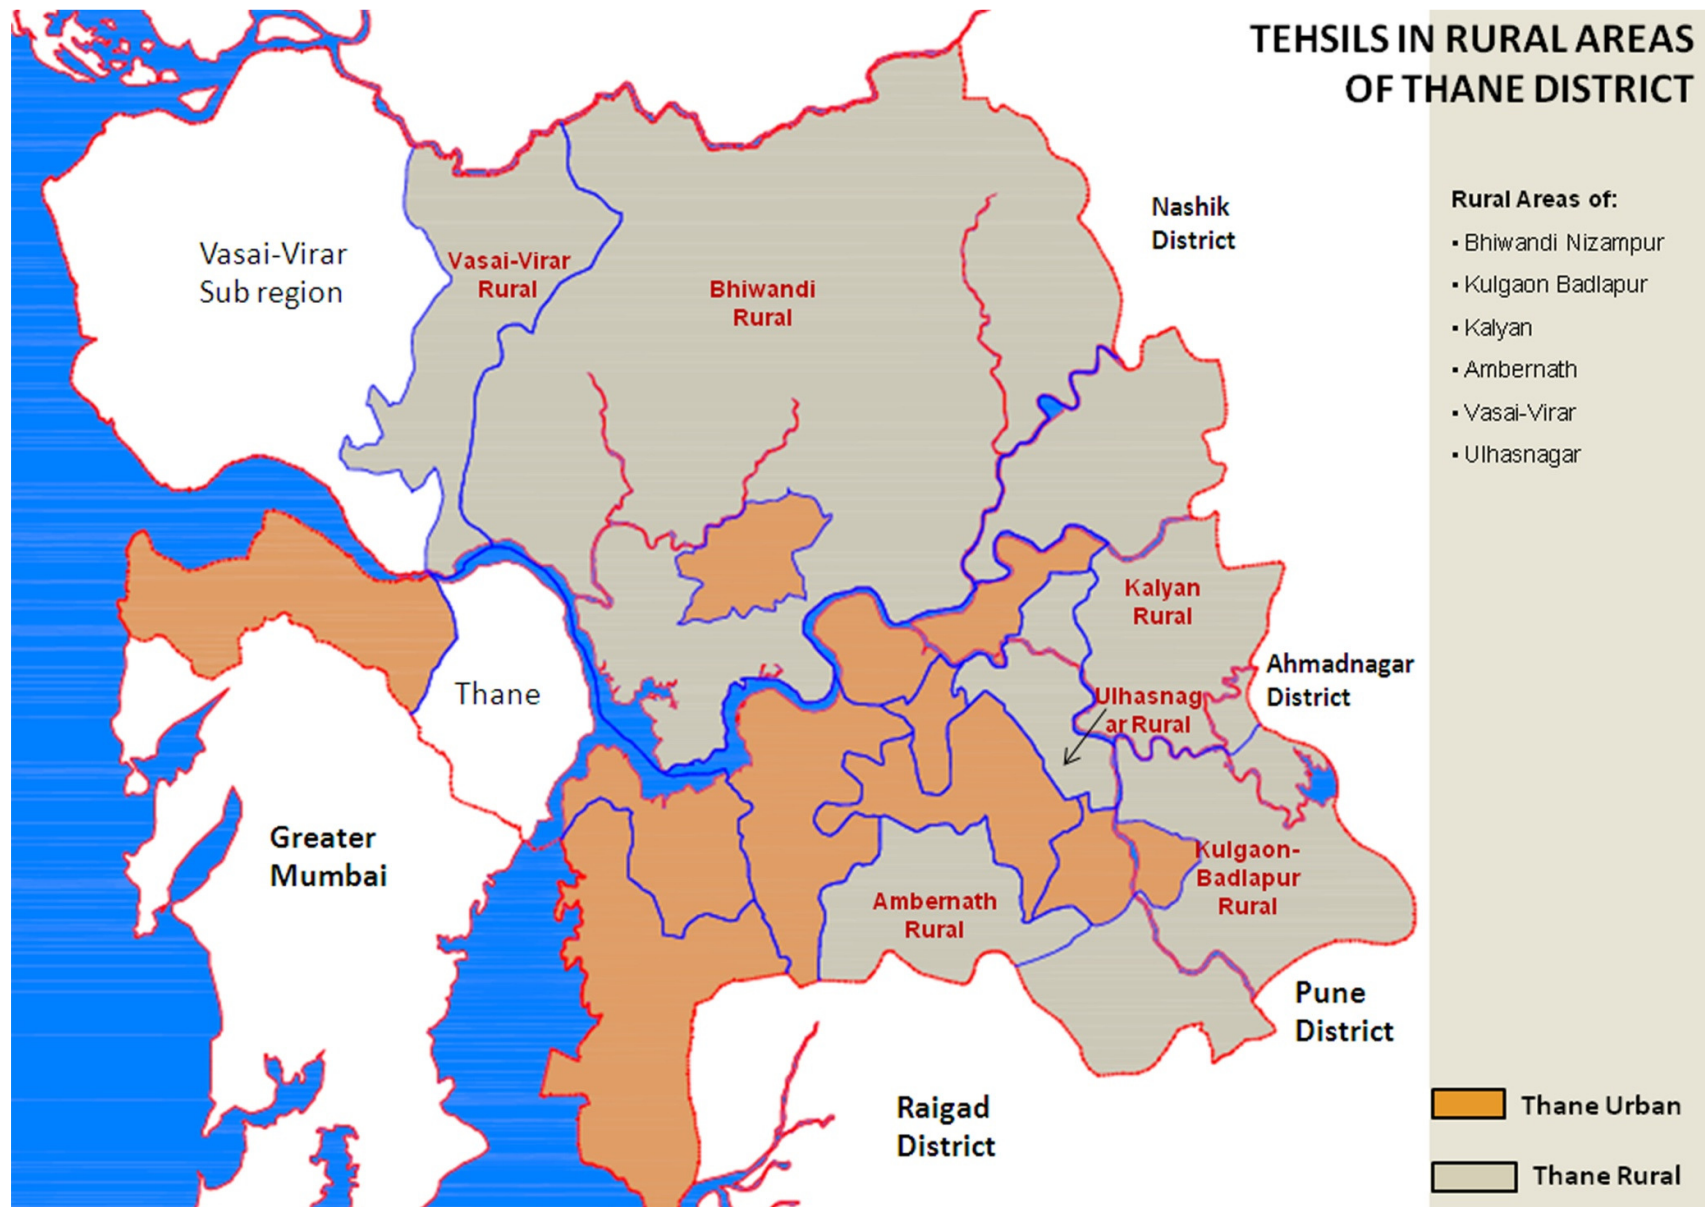 TEHSILS IN RURAL AREAS
OF THANE DISTRICT
Rural Areas of:
▪ Bhiwandi Nizampur
▪ Kulgaon Badlapur
▪ Kalyan
▪ Ambernath
▪ Vasai-Virar
▪ Ulhasnagar
Nashik
District
Vasai-Virar
Sub region
Vasai-Virar
Rural
Bhiwandi
Rural
Kalyan
Rural
Ahmadnagar
District
Thane
Ulhasnag
ar Rural
Greater
Mumbai
Kulgaon-
Badlapur
Rural
Ambernath
Rural
Pune
District
Raigad
District
Thane Urban
Thane Rural